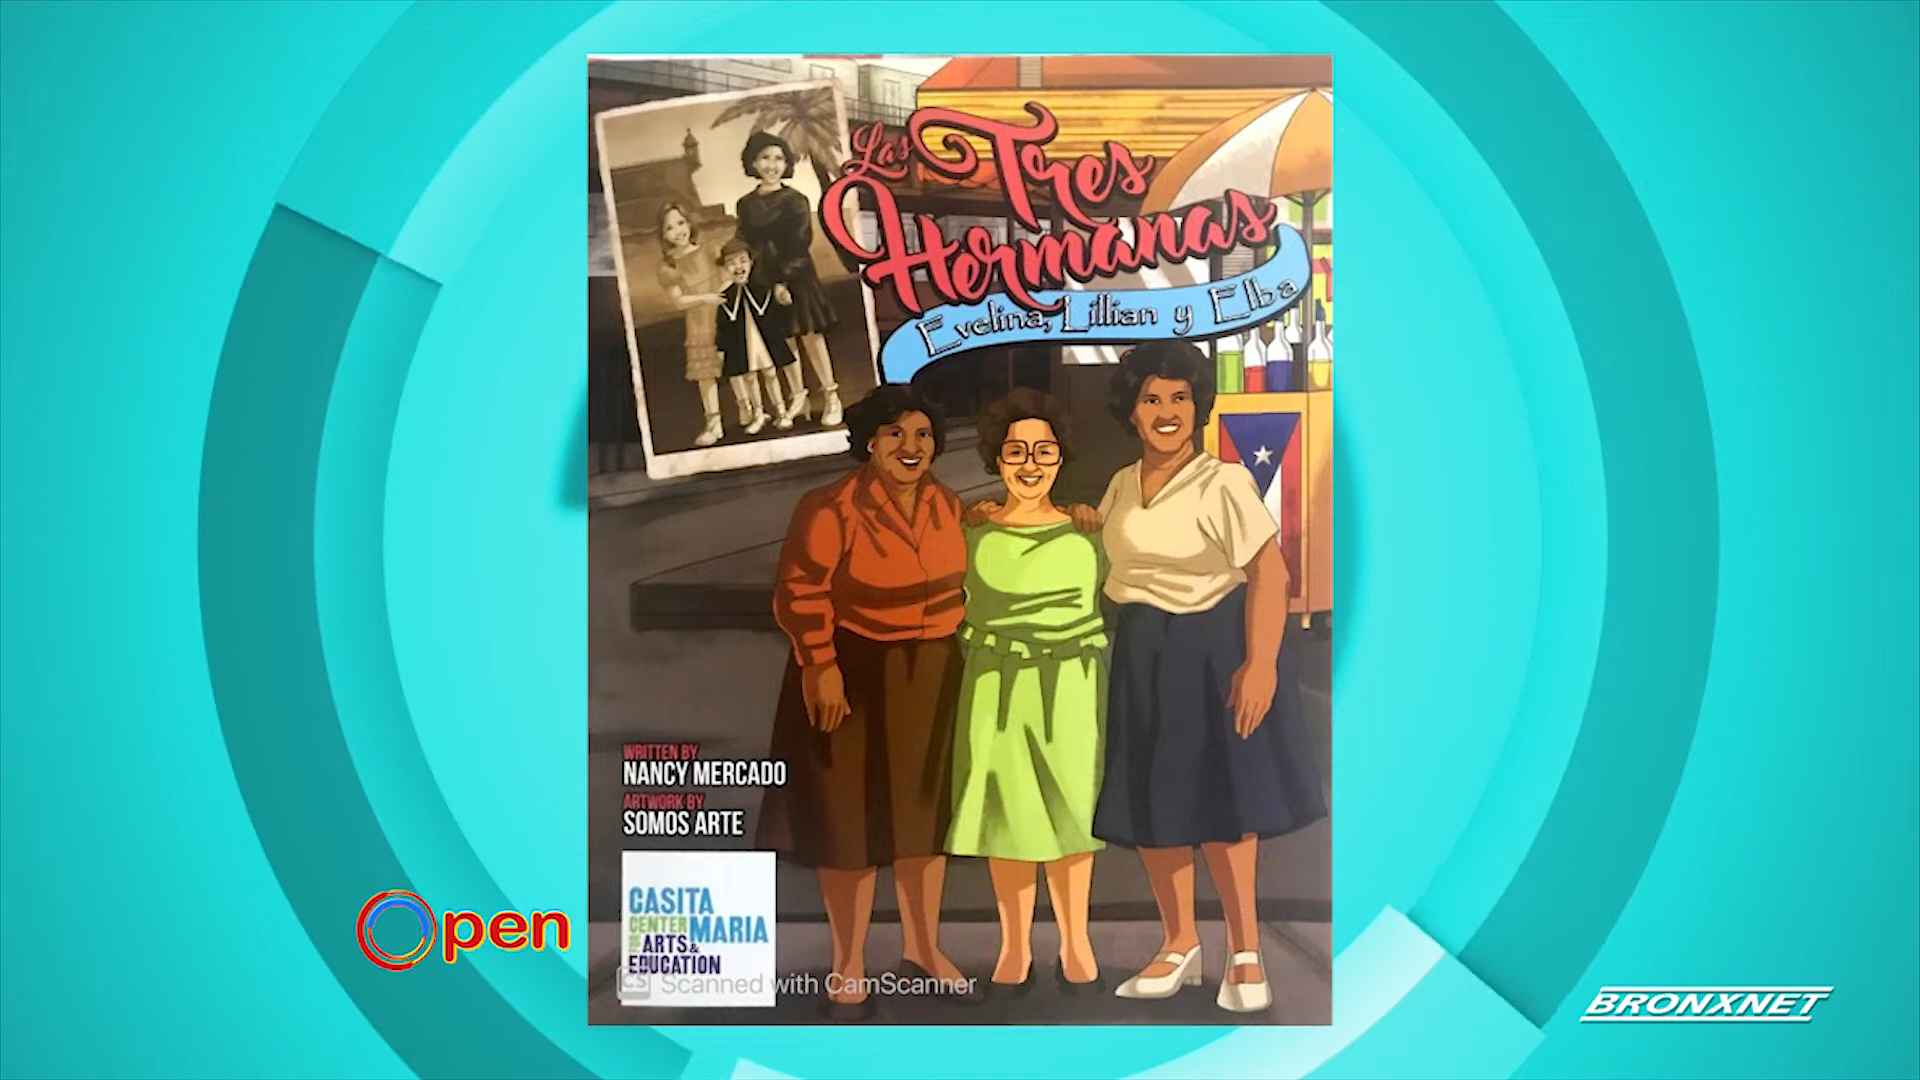 Las Tres
Hermanas
Evelina, Lillian y Elba
WRITTEN BY
NANCY MERCADO
ARTWORK BY
SOMOS ARTE
CASITA
CENTER MARIA
FOR ARTS &
EDUCATION
CS Scanned with CamScanner
Open
BRONXNET